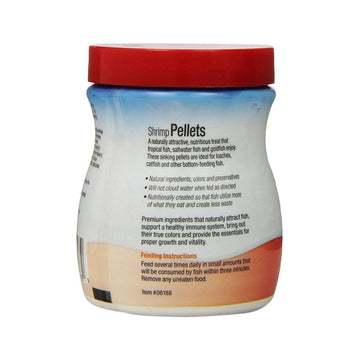 Shrimp Pellets
A naturally attractive, nutritious treat that
tropical fish, saltwater fish and goldfish enjoy.
These sinking pellets are ideal for loaches,
catfish and other bottom-feeding fish.
• Natural ingredients, colors and preservatives
• Will not cloud water when fed as directed
• Nutritionally created so that fish utilize more
of what they eat and create less waste
Premium ingredients that naturally attract fish,
support a healthy immune system, bring out
their true colors and provide the essentials for
proper growth and vitality.
Feeding Instructions
Feed several times daily in small amounts that
will be consumed by fish within three minutes.
Remove any uneaten food.
Item #06188